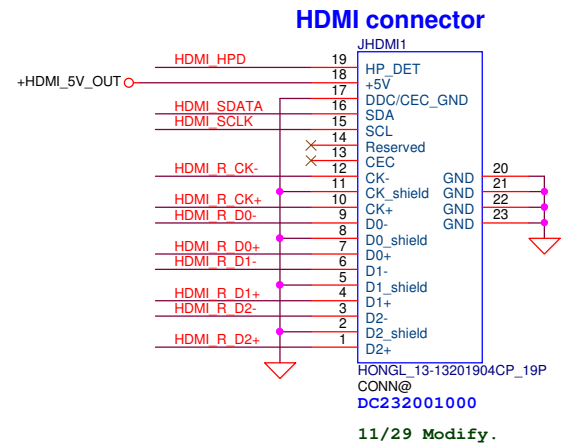 HDMI connector
JHDMI1
HDMI_HPD 19 HP_DET
+HDMI_5V_OUT 18 +5V
17 DDC/CEC_GND
HDMI_SDATA 16 SDA
HDMI_SCLK 15 SCL
14 Reserved
13 CEC
HDMI_R_CK- 12 CK- GND 20
11 CK_shield GND 21
HDMI_R_CK+ 10 CK+ GND 22
HDMI_R_D0- 9 D0- GND 23
8 D0_shield
HDMI_R_D0+ 7 D0+
HDMI_R_D1- 6 D1-
5 D1_shield
HDMI_R_D1+ 4 D1+
HDMI_R_D2- 3 D2-
2 D2_shield
HDMI_R_D2+ 1 D2+
HONGL_13-13201904CP_19P
CONN@
DC232001000
11/29 Modify.